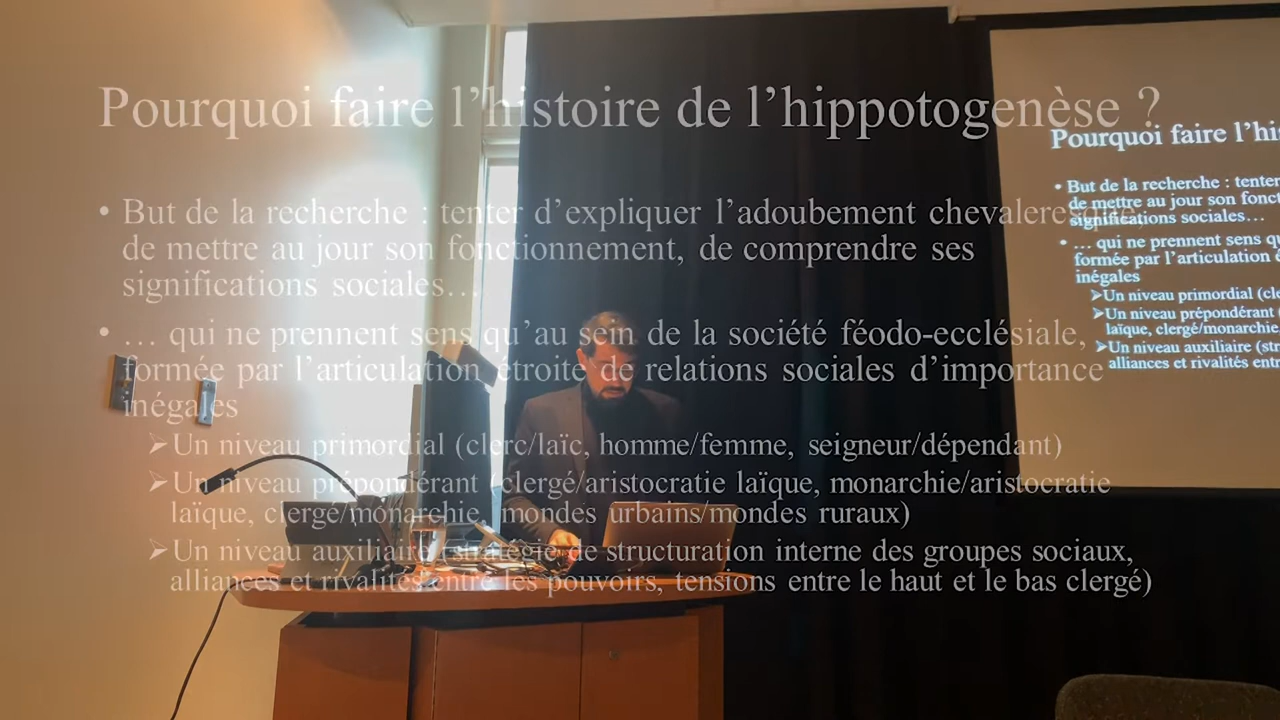 Pourquoi faire l'histoire de l'hippotogenèse ?
• But de la recherche : tenter d'expliquer l'adoubement chevaleresque,
de mettre au jour son fonctionnement, de comprendre ses
significations sociales…
• … qui ne prennent sens qu'au sein de la société féodo-ecclésiale,
formée par l'articulation étroite de relations sociales d'importance
inégales
➢Un niveau primordial (clerc/laïc, homme/femme, seigneur/dépendant)
➢Un niveau prépondérant (clergé/aristocratie laïque, monarchie/aristocratie
laïque, clergé/monarchie, mondes urbains/mondes ruraux)
➢Un niveau auxiliaire (stratégie de structuration interne des groupes sociaux,
alliances et rivalités entre les pouvoirs, tensions entre le haut et le bas clergé)
Pourquoi faire l'hi
• But de la recherche : tenter
de mettre au jour son fonct
significations sociales…
• … qui ne prennent sens qu
formée par l'articulation é
inégales
➢Un niveau primordial (cle
➢Un niveau prépondérant (
laïque, clergé/monarchie
➢Un niveau auxiliaire (str
alliances et rivalités entr